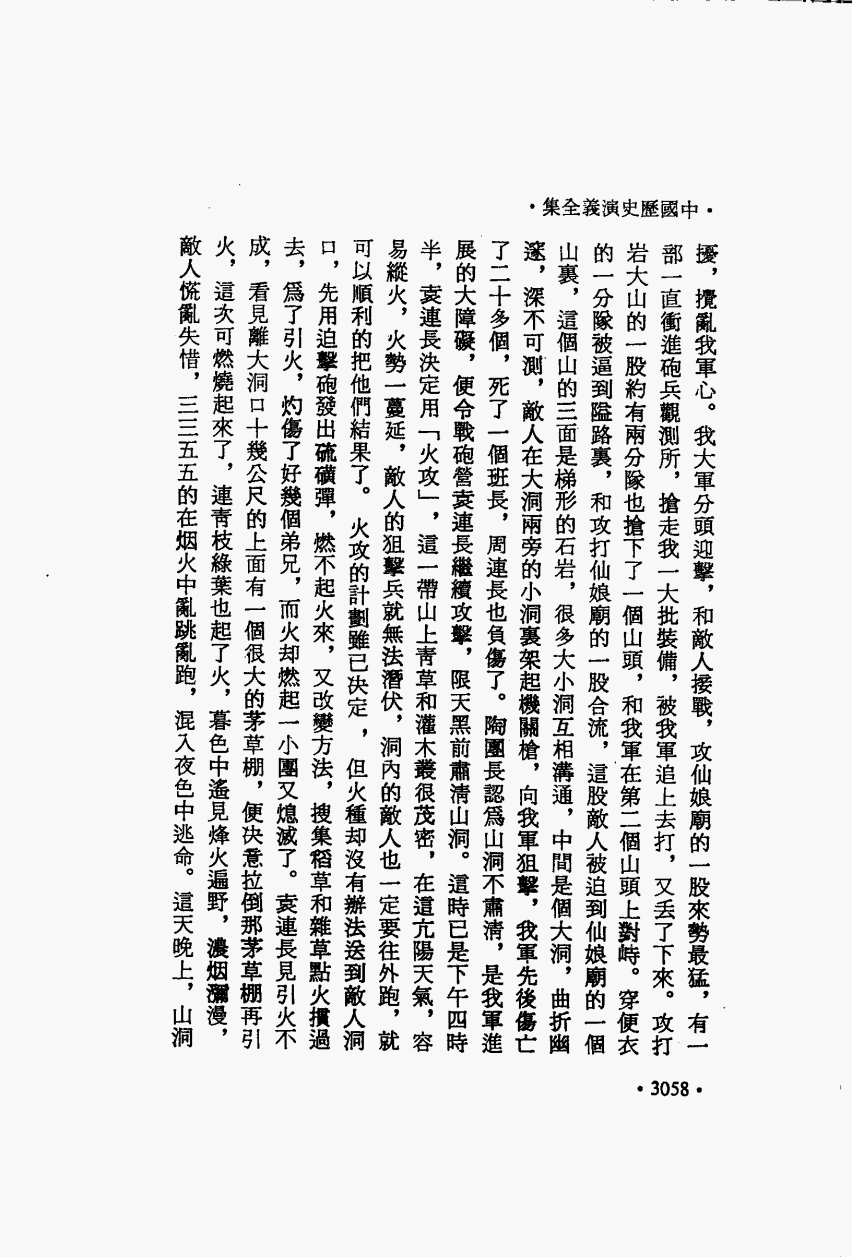 •中國歷史演義全集•
擾，攪亂我軍心。我大軍分頭迎擊，和敵人接戰，攻仙娘廟的一股來勢最猛，有一
部一直衝進砲兵觀測所，搶走我一大批裝備，被我軍追上去打，又丢了下來。攻打
岩大山的一股約有兩分隊也搶下了一個山頭，和我軍在第二個山頭上對峙。穿便衣
的一分隊被逼到隘路裏，和攻打仙娘廟的一股合流，這股敵人被迫到仙娘廟的一個
山裏，這個山的三面是梯形的石岩，很多大小洞互相溝通，中間是個大洞，曲折幽
邃，深不可測，敵人在大洞兩旁的小洞裏架起機關槍，向我軍狙擊，我軍先後傷亡
了二十多個，死了一個班長，周連長也負傷了。陶團長認爲山洞不肅清，是我軍進
展的大障礙，便令戰砲營袁連長繼續攻擊，限天黑前肅清山洞。這時已是下午四時
半，袁連長決定用「火攻」，這一帶山上青草和灌木叢很茂密，在這亢陽天氣，容
易縱火，火勢一蔓延，敵人的狙擊兵就無法潛伏，洞內的敵人也一定要往外跑，就
可以順利的把他們結果了。火攻的計劃雖已決定，但火種却沒有辦法送到敵人洞
口，先用迫擊砲發出硫磺彈，燃不起火來，又改變方法，搜集稻草和雜草點火摜過
去，爲了引火，灼傷了好幾個弟兄，而火却燃起一小團又熄滅了。袁連長見引火不
成，看見離大洞口十幾公尺的上面有一個很大的茅草棚，便决意拉倒那茅草棚再引
火，這次可燃燒起來了，連青枝綠葉也起了火，暮色中遙見烽火遍野，濃烟瀰漫，
敵人慌亂失惜，三三五五的在烟火中亂跳亂跑，混入夜色中逃命。這天晚上，山洞
•3058•